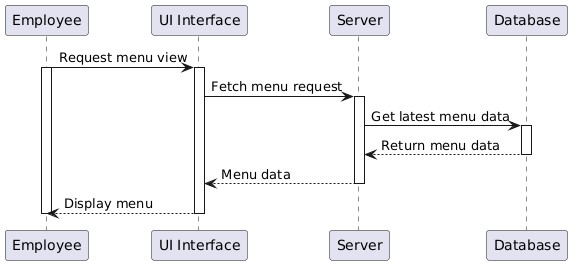 Employee UI Interface Server Database
Request menu view
Fetch menu request
Get latest menu data
Return menu data
Menu data
Display menu
Employee UI Interface Server Database